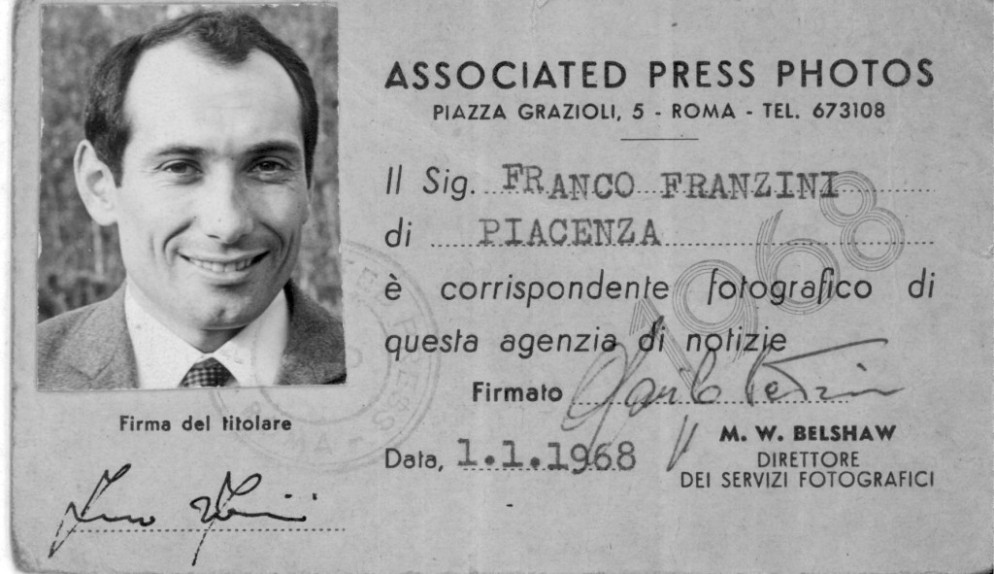 ASSOCIATED PRESS PHOTOS
PIAZZA GRAZIOLI, 5 - ROMA - TEL. 673108
Il Sig. FRANCO FRANZINI
di PIACENZA
è corrispondente fotografico di
questa agenzia di notizie
1968
Firmato
M. W. BELSHAW
DIRETTORE
DEI SERVIZI FOTOGRAFICI
Data, 1.1.1968
Firma del titolare